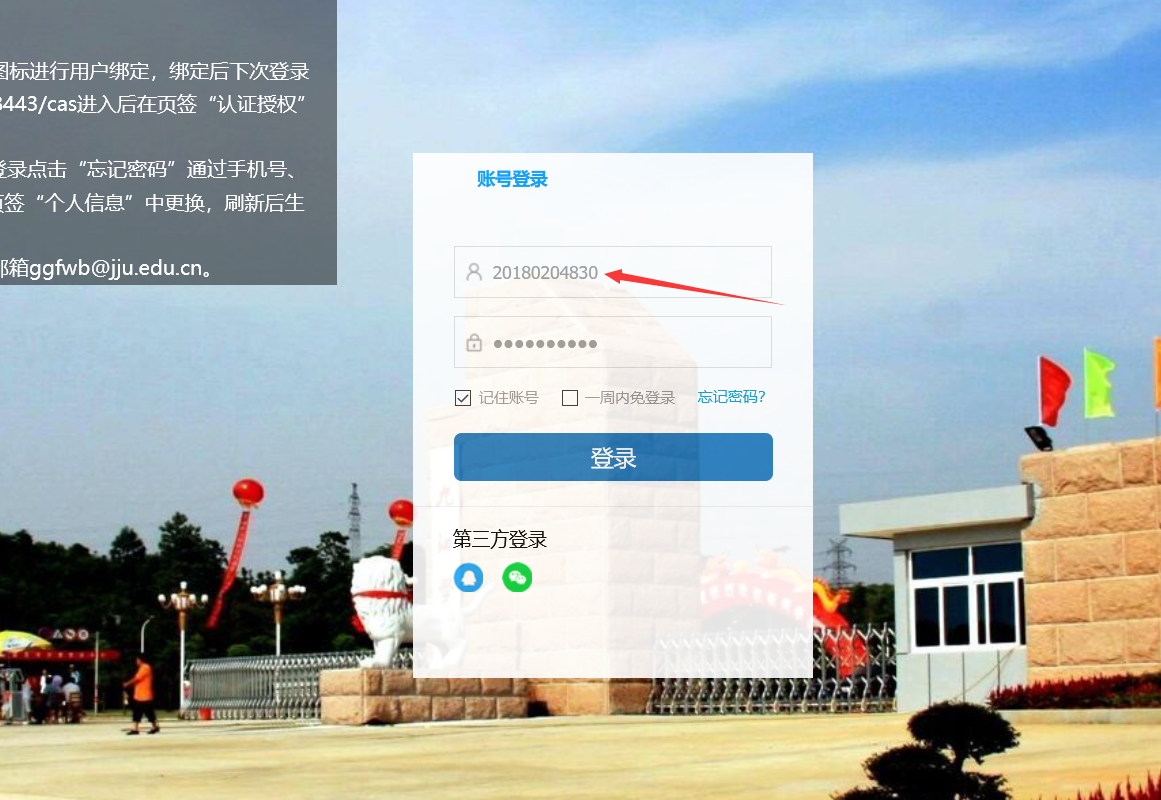 图标进行用户绑定，绑定后下次登录
8443/cas进入后在页签“认证授权”
登录点击“忘记密码”通过手机号、
页签“个人信息”中更换，刷新后生
邮箱ggfwb@jju.edu.cn。
账号登录
20180204830
●●●●●●●●●●
记住账号 一周内免登录 忘记密码?
登录
第三方登录